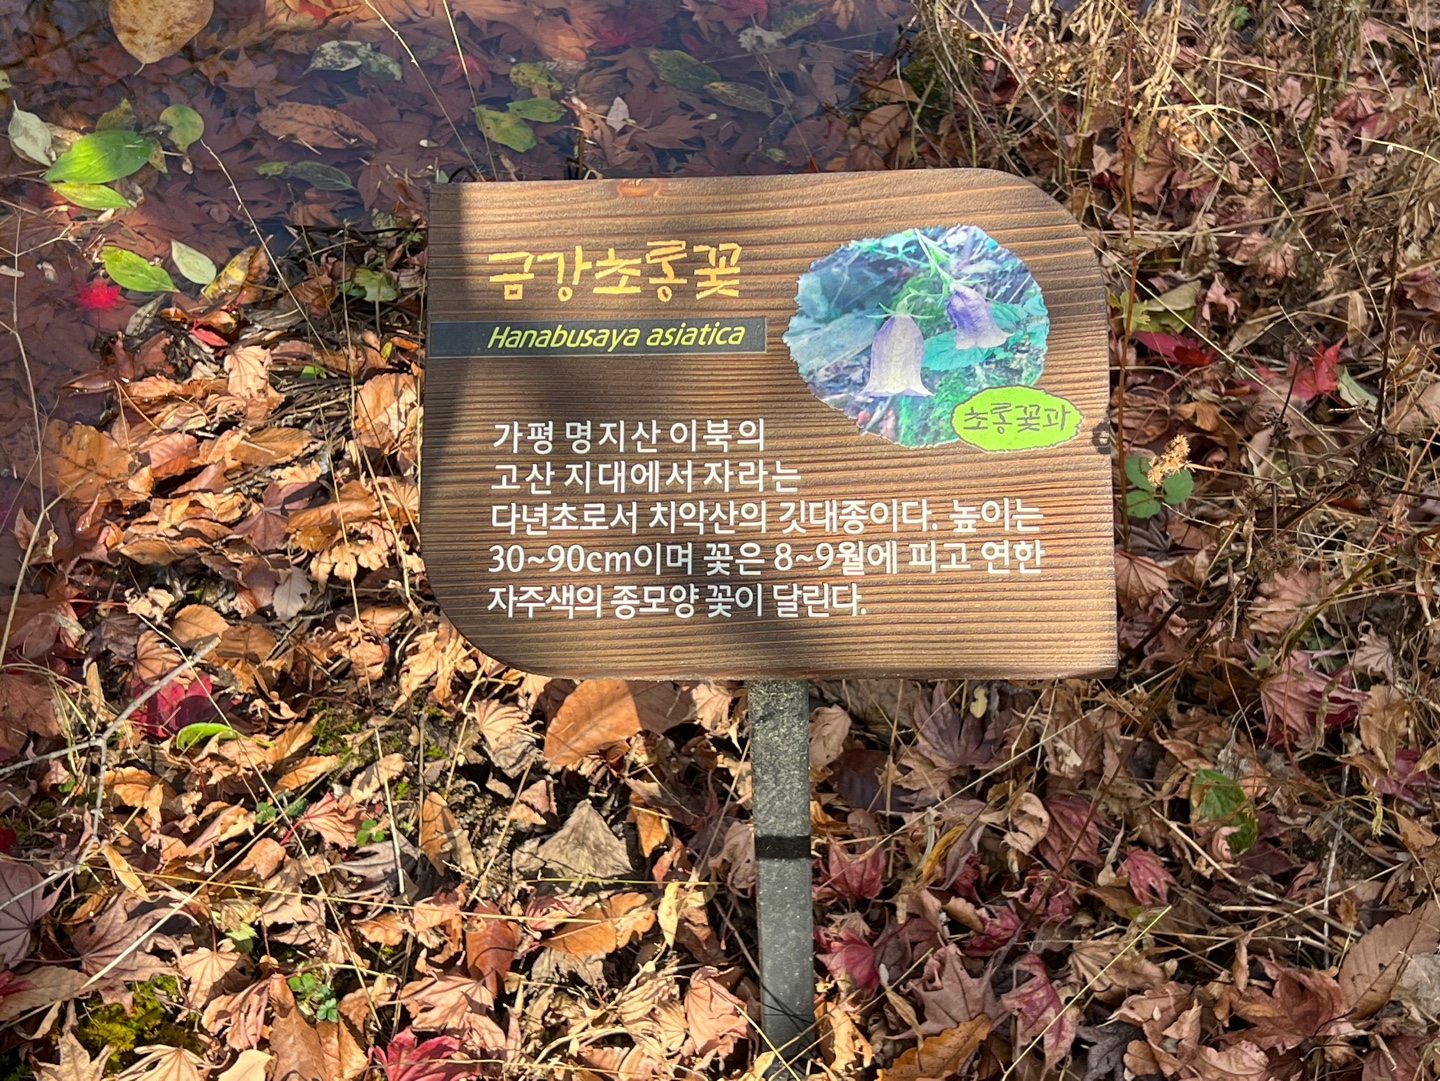 금강초롱꽃
Hanabusaya asiatica
초롱꽃과
가평 명지산 이북의
고산 지대에서 자라는
다년초로서 치악산의 깃대종이다. 높이는
30~90cm이며 꽃은 8~9월에 피고 연한
자주색의 종모양 꽃이 달린다.